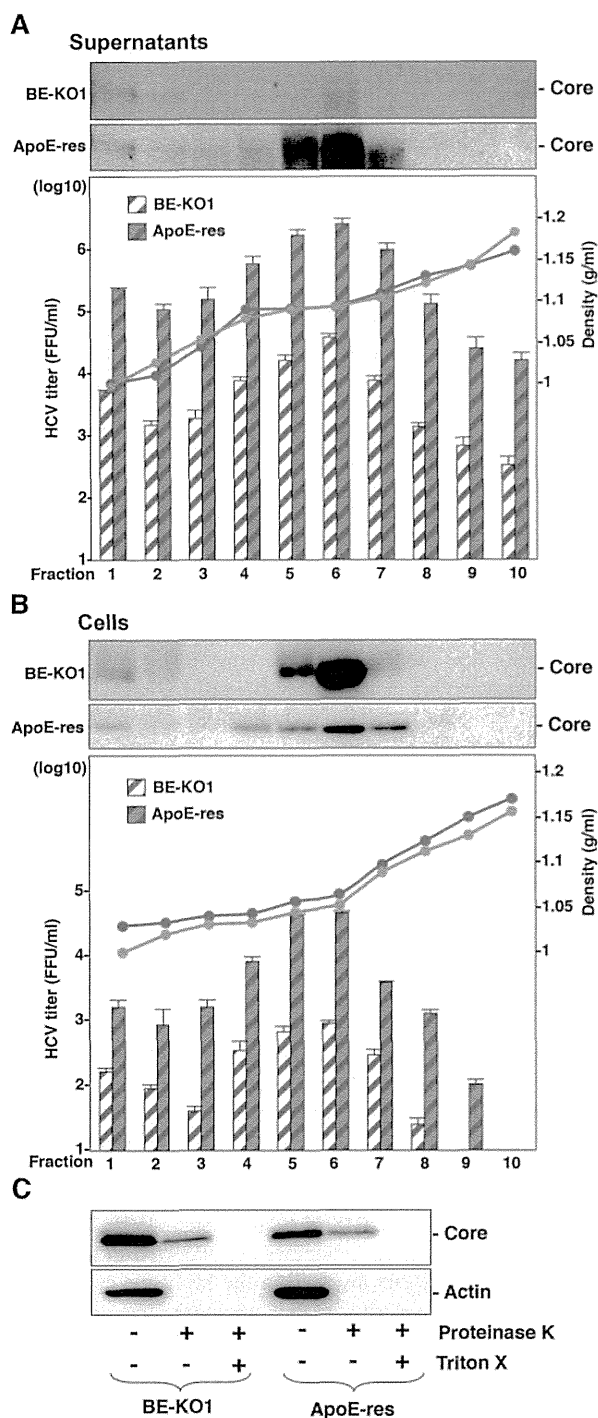 A
Supernatants
BE-KO1
- Core
ApoE-res
- Core
(log10)
BE-KO1
ApoE-res
6
5
4
3
2
1
HCV titer (FFU/ml)
1.2
1.15
1.10
1.05
1
Density (g/ml)
Fraction 1 2 3 4 5 6 7 8 9 10
B
Cells
BE-KO1
- Core
ApoE-res
- Core
(log10)
BE-KO1
ApoE-res
5
4
3
2
1
HCV titer (FFU/ml)
1.2
1.15
1.1
1.05
1
Density (g/ml)
Fraction 1 2 3 4 5 6 7 8 9 10
C
- Core
- Actin
- + + - + + Proteinase K
- - + - - + Triton X
BE-KO1 ApoE-res